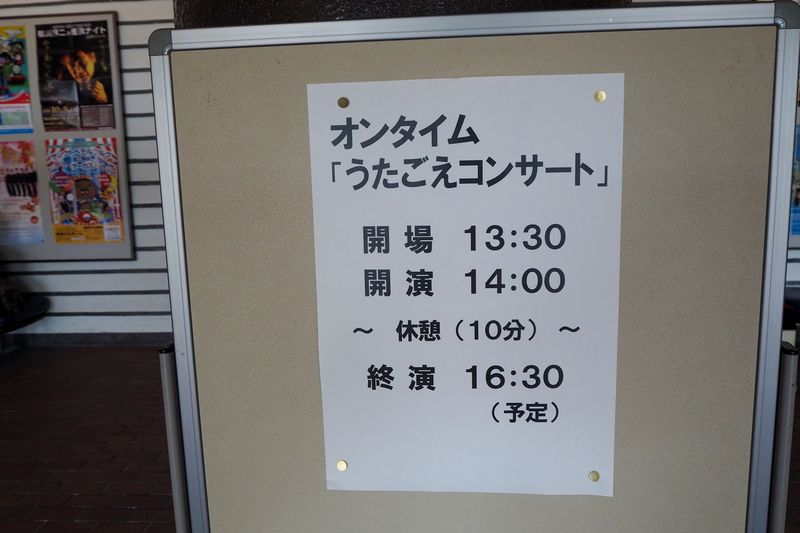 オンタイム
「うたごえコンサート」
開場 13:30
開演 14:00
～ 休憩（10分）～
終演 16:30
（予定）